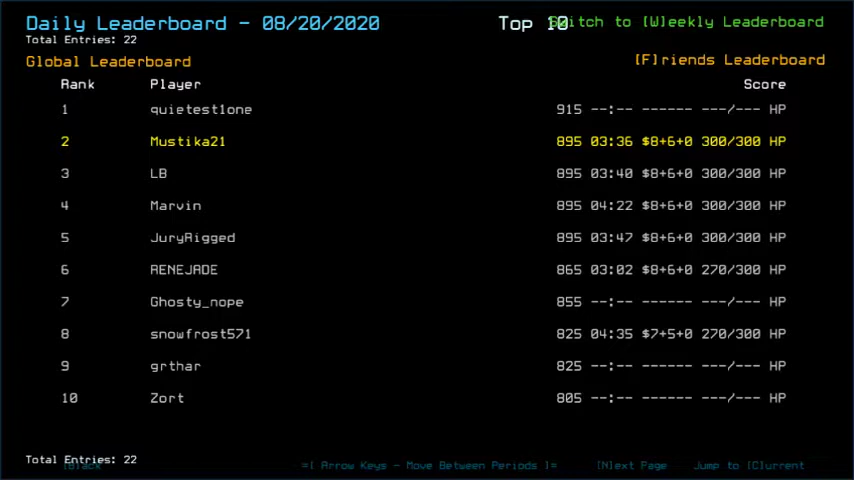 Daily Leaderboard - 08/20/2020 Top 10 Switch to [W]eekly Leaderboard
Total Entries: 22
Global Leaderboard [F]riends Leaderboard
Rank Player Score
1 quietest1one 915 --:-- ------ ---/--- HP
2 Mustika21 895 03:36 $8+6+0 300/300 HP
3 LB 895 03:40 $8+6+0 300/300 HP
4 Marvin 895 04:22 $8+6+0 300/300 HP
5 JuryRigged 895 03:47 $8+6+0 300/300 HP
6 RENEJADE 865 03:02 $8+6+0 270/300 HP
7 Ghosty_nope 855 --:-- ------ ---/--- HP
8 snowfrost571 825 04:35 $7+5+0 270/300 HP
9 grthar 825 --:-- ------ ---/--- HP
10 Zort 805 --:-- ------ ---/--- HP
Total Entries: 22
[B]ack =[ Arrow Keys - Move Between Periods ]= [N]ext Page Jump to [C]urrent